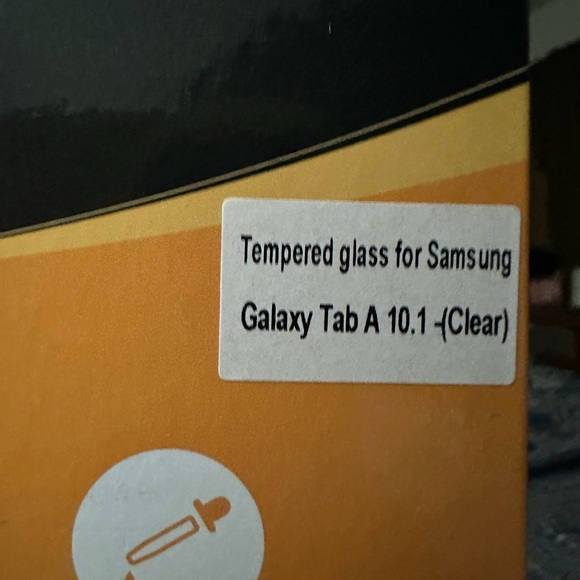 Tempered glass for Samsung
Galaxy Tab A 10.1 -(Clear)